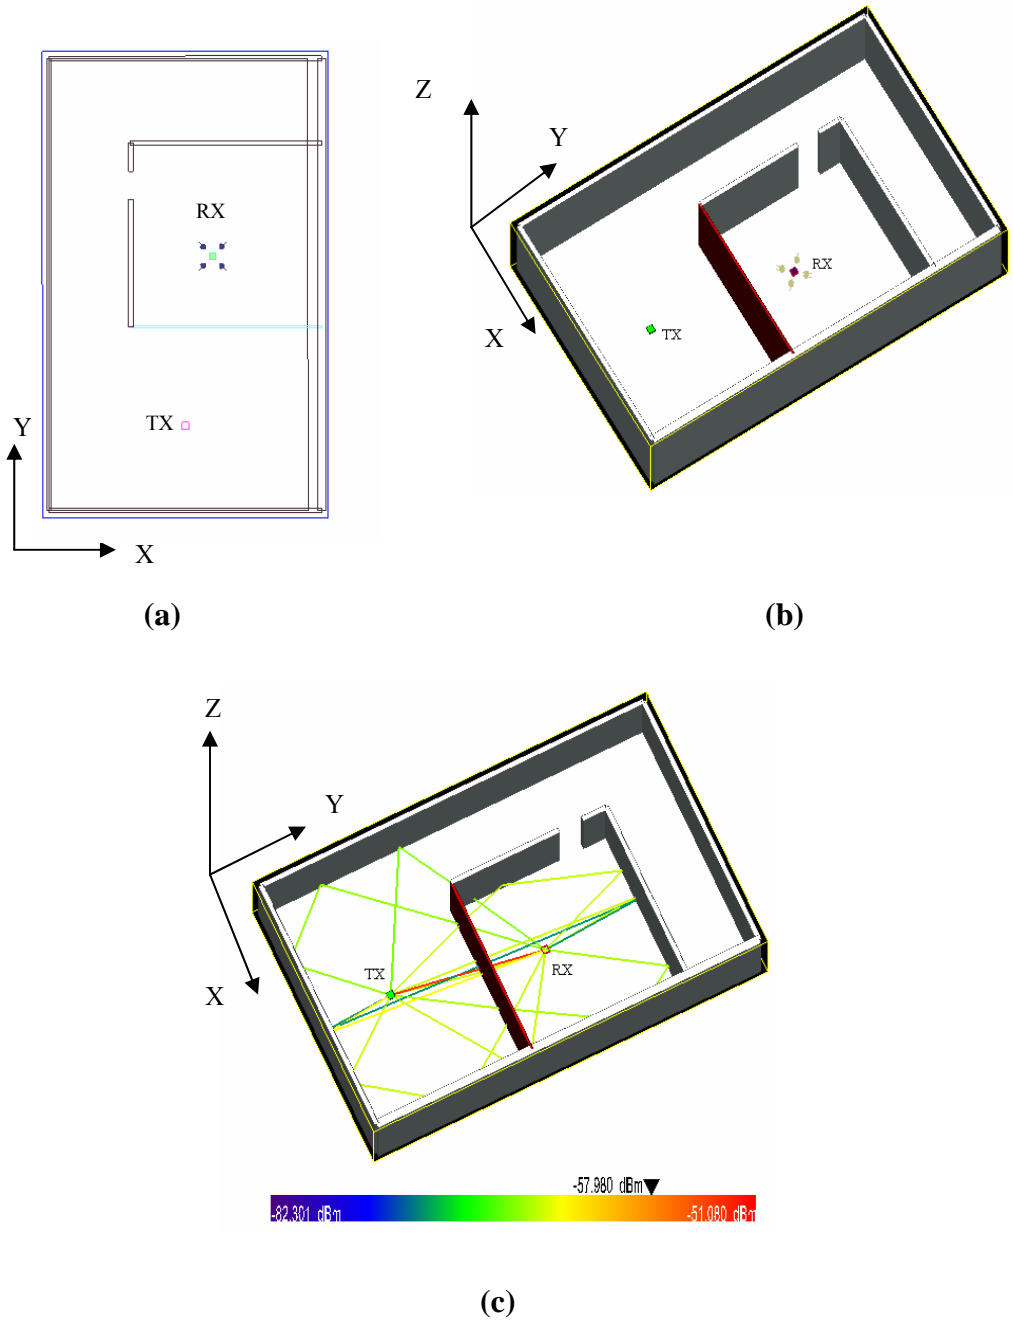 RX
TX
Y
X
(a)
Z
Y
X
RX
TX
(b)
Z
Y
X
TX
RX
-57.980 dBm
-82.301 dBm
-51.080 dBm
(c)